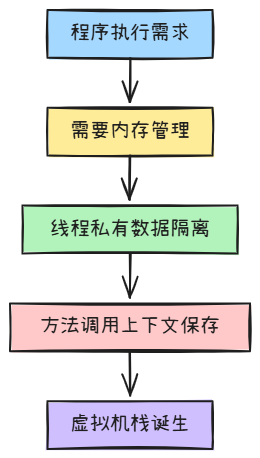 程序执行需求
需要内存管理
线程私有数据隔离
方法调用上下文保存
虚拟机栈诞生